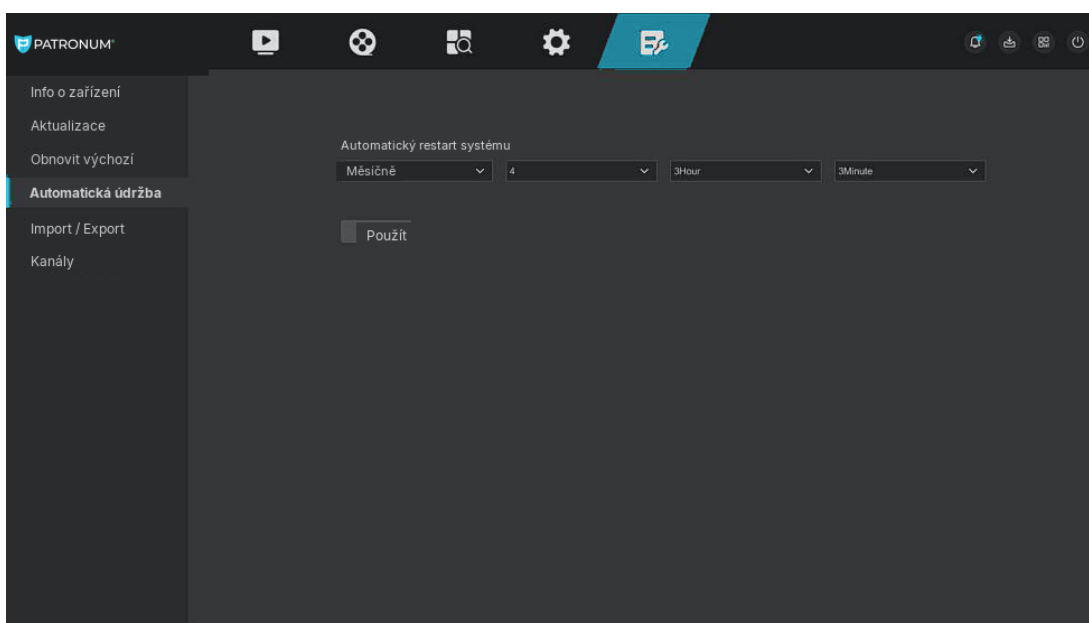 PATRONUM®
Info o zařízení
Aktualizace
Obnovit výchozí
Automatická údržba
Import / Export
Kanály
Automatický restart systému
Měsíčně 4 3Hour 3Minute
Použít